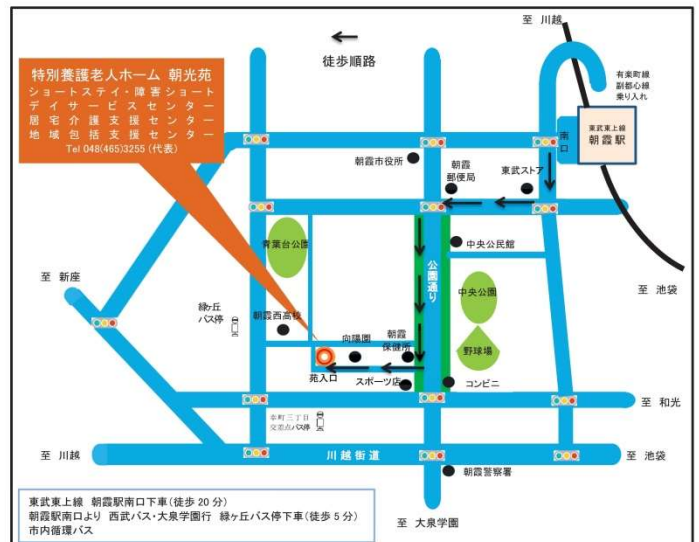 至 川越
徒歩順路
特別養護老人ホーム 朝光苑
ショートステイ・障害ショート
デイサービスセンター
居宅介護支援センター
地域包括支援センター
Tel 048(465)3255(代表)
有楽町線
副都心線
乗り入れ
東武東上線
朝霞駅
南口
朝霞市役所
朝霞
郵便局
東武ストア
青葉台公園
公園通り
中央公民館
至 池袋
至 新座
緑ヶ丘
バス停
朝霞西高校
中央公園
向陽園
朝霞
保健所
野球場
苑入口
スポーツ店
コンビニ
至 和光
幸町三丁目
交差点バス停
至 川越
川越街道
至 池袋
朝霞警察署
至 大泉学園
東武東上線 朝霞駅南口下車(徒歩20分)
朝霞駅南口より 西武バス・大泉学園行 緑ヶ丘バス停下車(徒歩5分)
市内循環バス